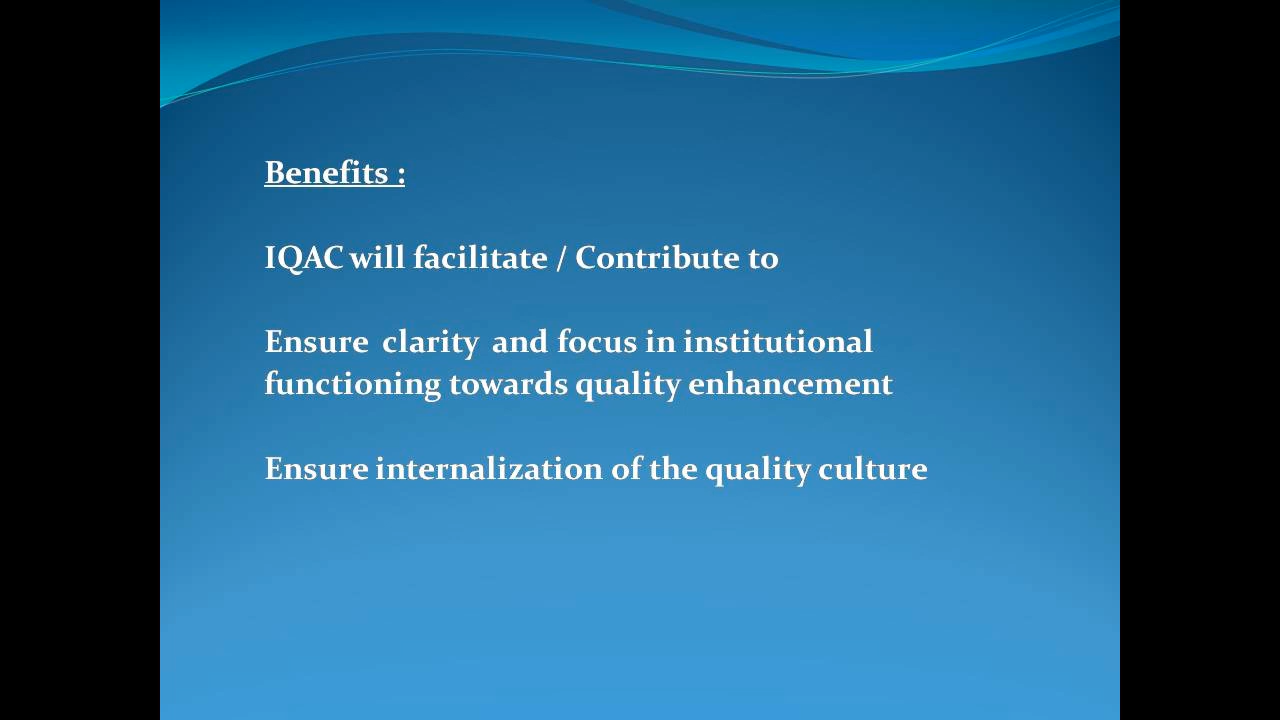 Benefits :
IQAC will facilitate / Contribute to
Ensure clarity and focus in institutional
functioning towards quality enhancement
Ensure internalization of the quality culture